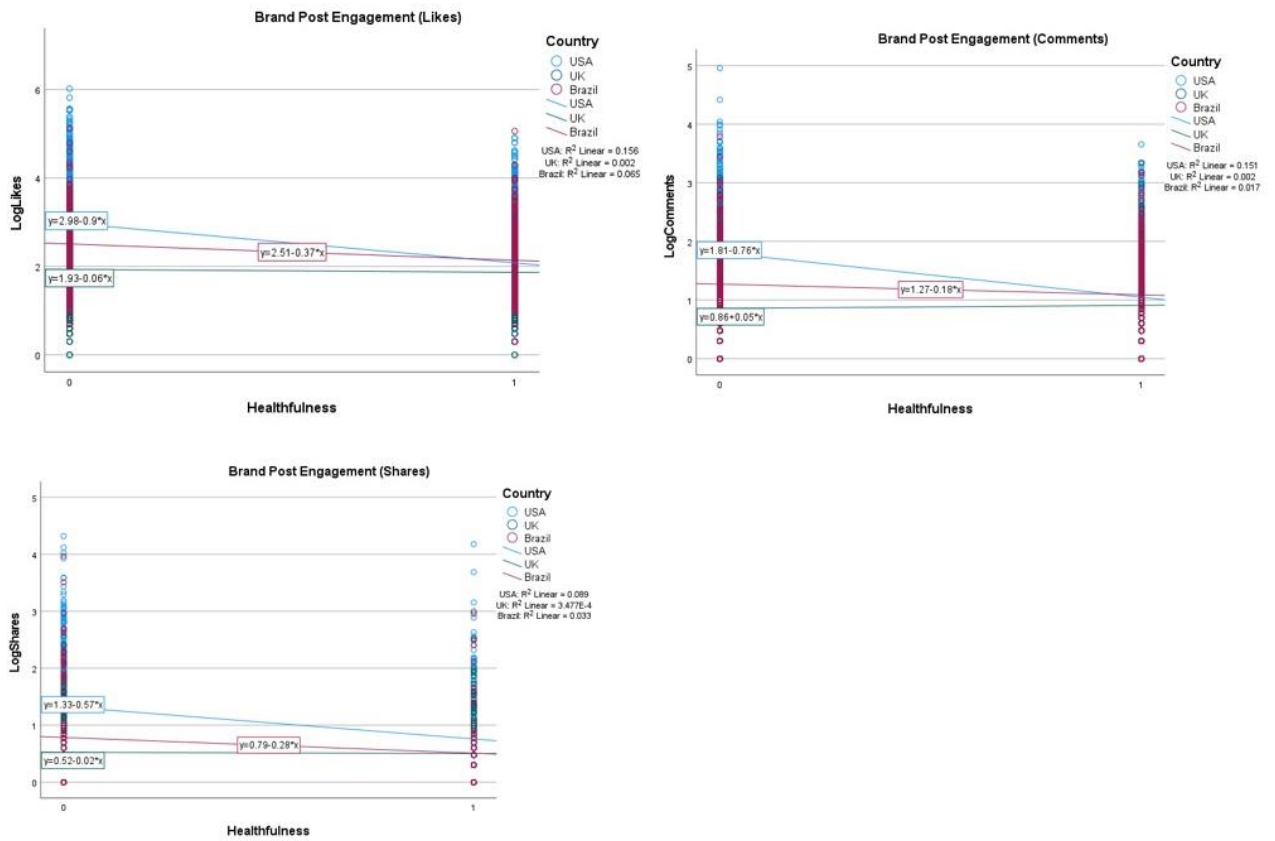 Brand Post Engagement (Likes)
LogLikes
6
4
2
0
y=2.98-0.9*x
y=2.51-0.37*x
y=1.93-0.06*x
0
1
Healthfulness
Country
USA
UK
Brazil
USA
UK
Brazil
USA: R² Linear = 0.156
UK: R² Linear = 0.002
Brazil: R² Linear = 0.065
Brand Post Engagement (Comments)
LogComments
5
4
3
2
1
0
y=1.81-0.76*x
y=1.27-0.18*x
y=0.86+0.05*x
0
1
Healthfulness
Country
USA
UK
Brazil
USA
UK
Brazil
USA: R² Linear = 0.151
UK: R² Linear = 0.002
Brazil: R² Linear = 0.017
Brand Post Engagement (Shares)
LogShares
5
4
3
2
1
0
y=1.33-0.57*x
y=0.79-0.28*x
y=0.52-0.02*x
0
1
Healthfulness
Country
USA
UK
Brazil
USA
UK
Brazil
USA: R² Linear = 0.089
UK: R² Linear = 3.477E-4
Brazil: R² Linear = 0.033